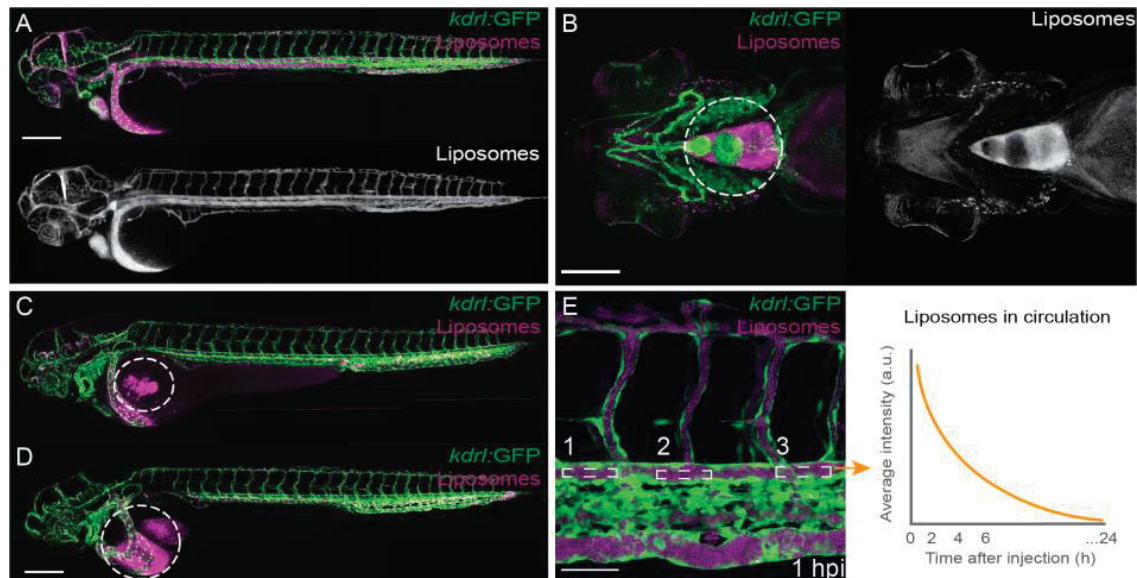 A
kdrl:GFP
Liposomes
Liposomes
B
kdrl:GFP
Liposomes
Liposomes
C
kdrl:GFP
Liposomes
D
kdrl:GFP
Liposomes
E
kdrl:GFP
Liposomes
1 2 3
1 hpi
Liposomes in circulation
Average intensity (a.u.)
0 2 4 6 ...24
Time after injection (h)